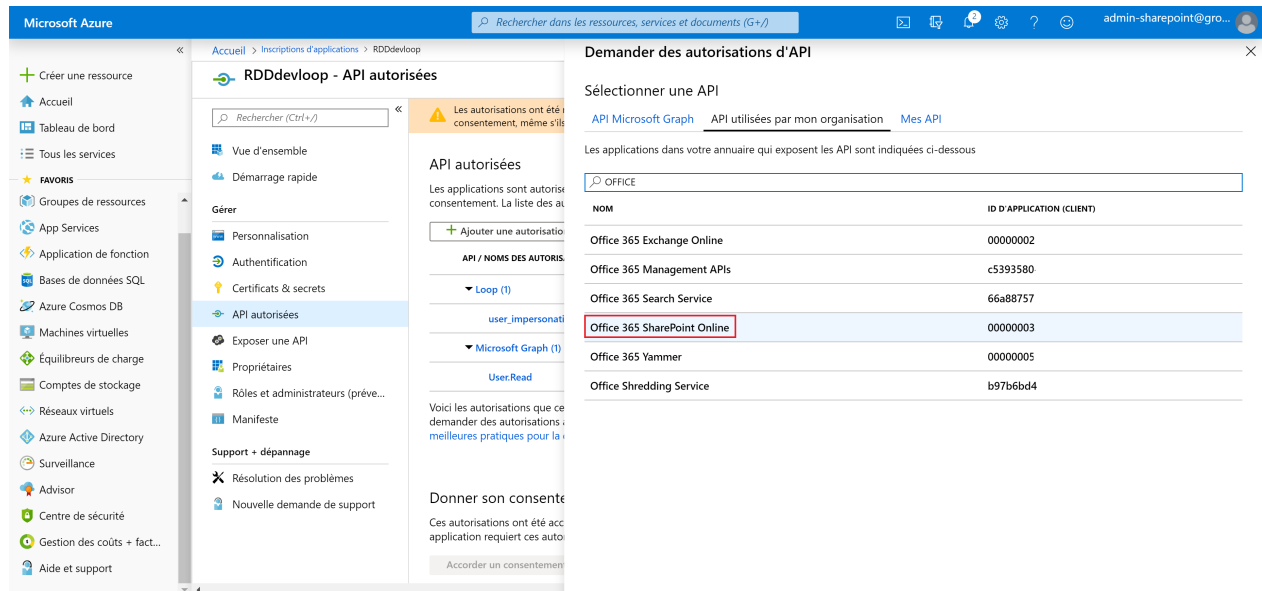 Microsoft Azure
Rechercher dans les ressources, services et documents (G+/)
2
admin-sharepoint@gro...
Créer une ressource
Accueil
Tableau de bord
Tous les services
FAVORIS
Groupes de ressources
App Services
Application de fonction
Bases de données SQL
Azure Cosmos DB
Machines virtuelles
Équilibreurs de charge
Comptes de stockage
Réseaux virtuels
Azure Active Directory
Surveillance
Advisor
Centre de sécurité
Gestion des coûts + fact...
Aide et support
Accueil > Inscriptions d'applications > RDDdevloop
RDDdevloop - API autorisées
Rechercher (Ctrl+/)
Vue d'ensemble
Démarrage rapide
Gérer
Personnalisation
Authentification
Certificats & secrets
API autorisées
Exposer une API
Propriétaires
Rôles et administrateurs (préve...
Manifeste
Support + dépannage
Résolution des problèmes
Nouvelle demande de support
Les autorisations ont été
consentement, même s'ils
API autorisées
Les applications sont autorisé
consentement. La liste des au
Ajouter une autorisatio
API / NOMS DES AUTORIS
Loop (1)
user_impersonati
Microsoft Graph (1)
User.Read
Voici les autorisations que ce
demander des autorisations
meilleures pratiques pour la
Donner son consente
Ces autorisations ont été acc
application requiert ces auto
Accorder un consentemen
Demander des autorisations d'API
Sélectionner une API
API Microsoft Graph API utilisées par mon organisation Mes API
Les applications dans votre annuaire qui exposent les API sont indiquées ci-dessous
OFFICE
NOM ID D'APPLICATION (CLIENT)
Office 365 Exchange Online 00000002
Office 365 Management APIs c5393580
Office 365 Search Service 66a88757
Office 365 SharePoint Online 00000003
Office 365 Yammer 00000005
Office Shredding Service b97b6bd4